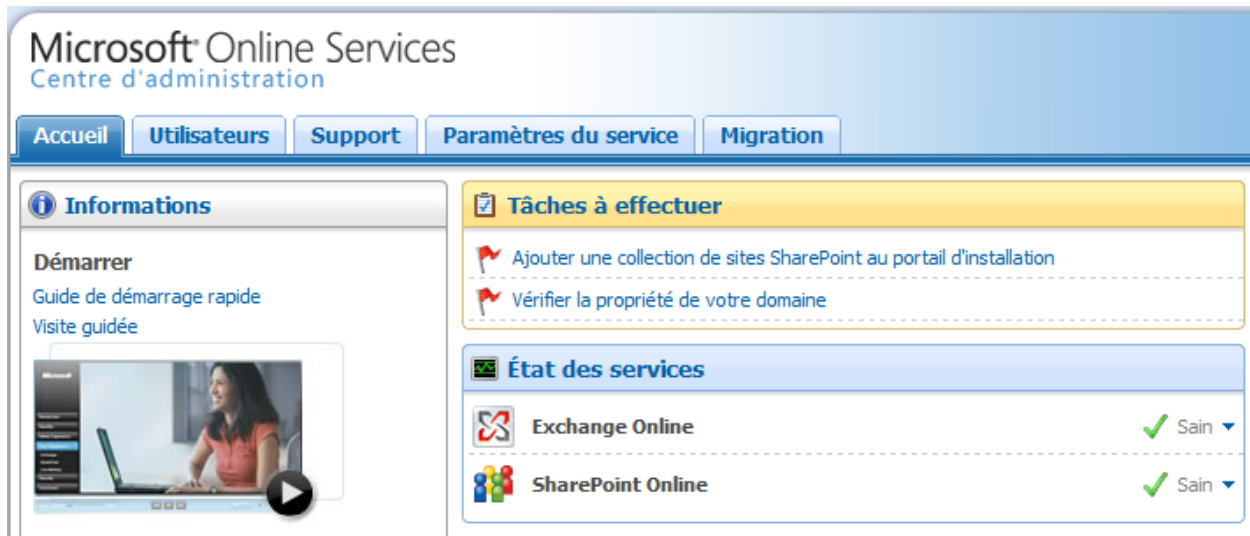 Microsoft Online Services
Centre d'administration
Accueil Utilisateurs Support Paramètres du service Migration
Informations
Démarrer
Guide de démarrage rapide
Visite guidée
Tâches à effectuer
Ajouter une collection de sites SharePoint au portail d'installation
Vérifier la propriété de votre domaine
État des services
Exchange Online Sain
SharePoint Online Sain